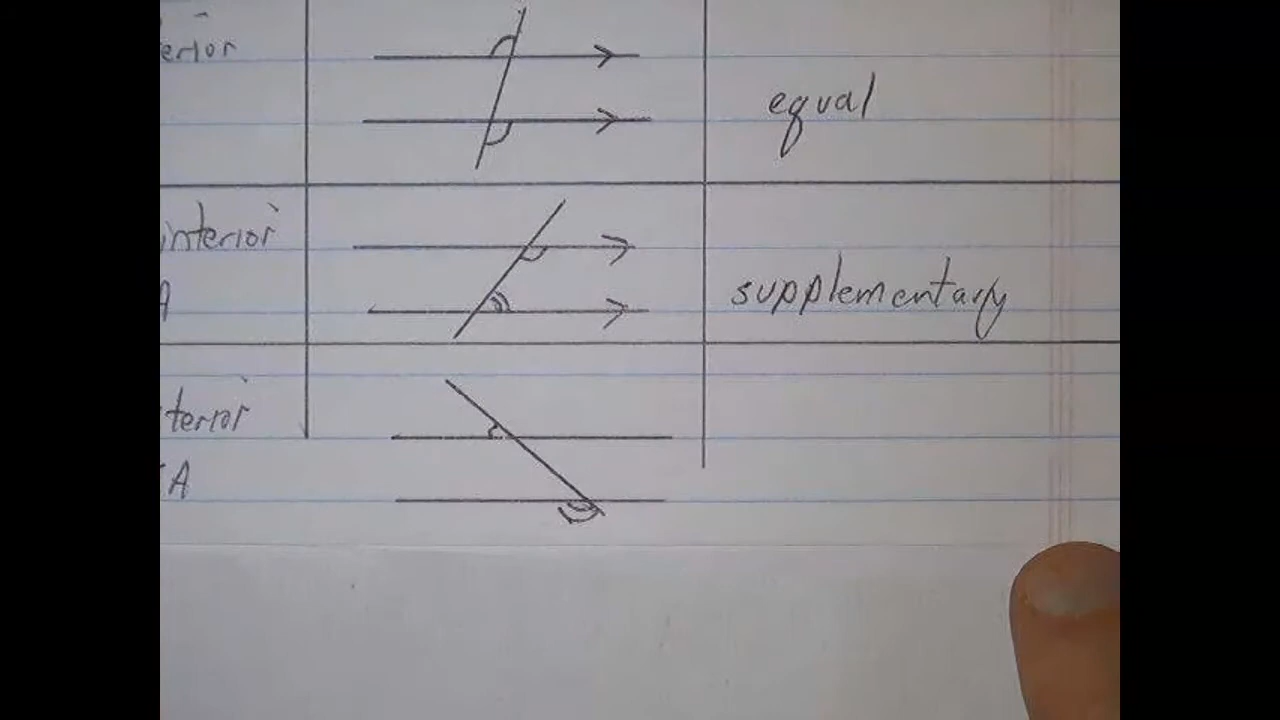 erior
equal
interior
A
supplementary
terior
A